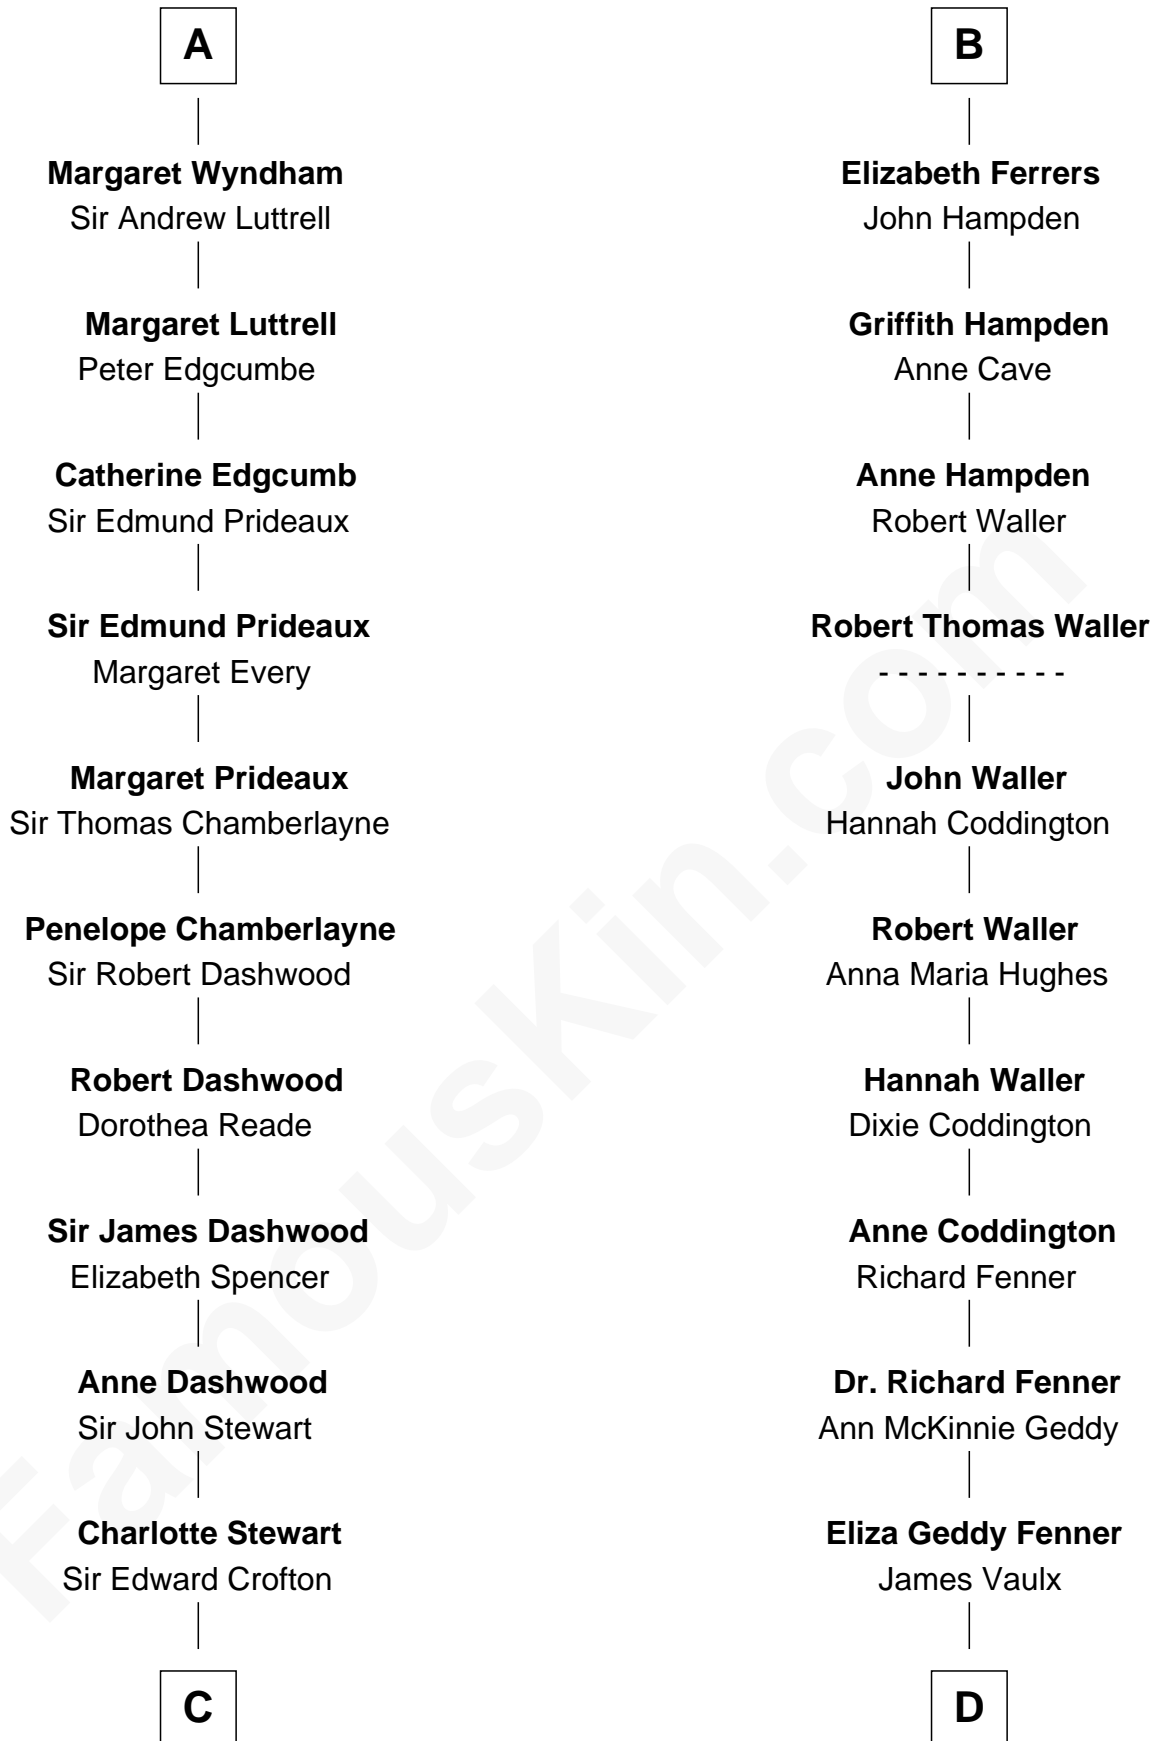 A
Margaret Wyndham
Sir Andrew Luttrell
Margaret Luttrell
Peter Edgcumbe
Catherine Edgcumb
Sir Edmund Prideaux
Sir Edmund Prideaux
Margaret Every
Margaret Prideaux
Sir Thomas Chamberlayne
Penelope Chamberlayne
Sir Robert Dashwood
Robert Dashwood
Dorothea Reade
Sir James Dashwood
Elizabeth Spencer
Anne Dashwood
Sir John Stewart
Charlotte Stewart
Sir Edward Crofton
C
B
Elizabeth Ferrers
John Hampden
Griffith Hampden
Anne Cave
Anne Hampden
Robert Waller
Robert Thomas Waller
- - - - - - - - - -
John Waller
Hannah Coddington
Robert Waller
Anna Maria Hughes
Hannah Waller
Dixie Coddington
Anne Coddington
Richard Fenner
Dr. Richard Fenner
Ann McKinnie Geddy
Eliza Geddy Fenner
James Vaulx
D
FamousKin.com